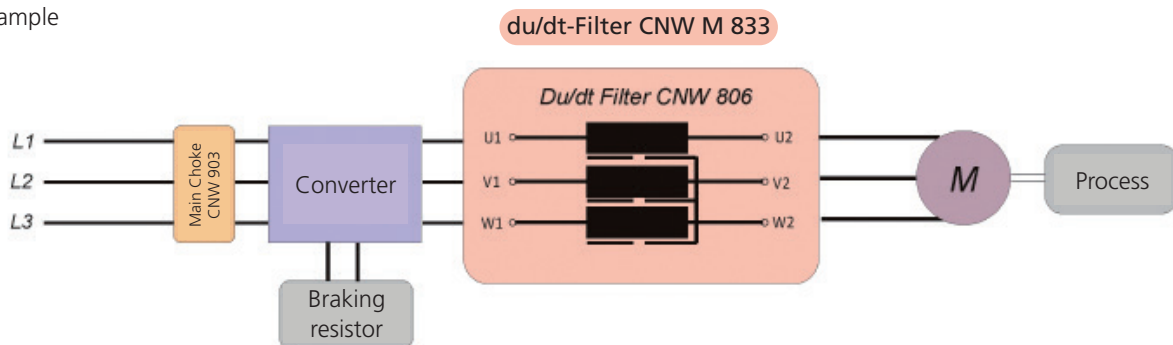 ample
du/dt-Filter CNW M 833
Du/dt Filter CNW 806
L1
L2
L3
Main Choke
CNW 903
Converter
Braking
resistor
U1
U2
V1
V2
W1
W2
M
Process